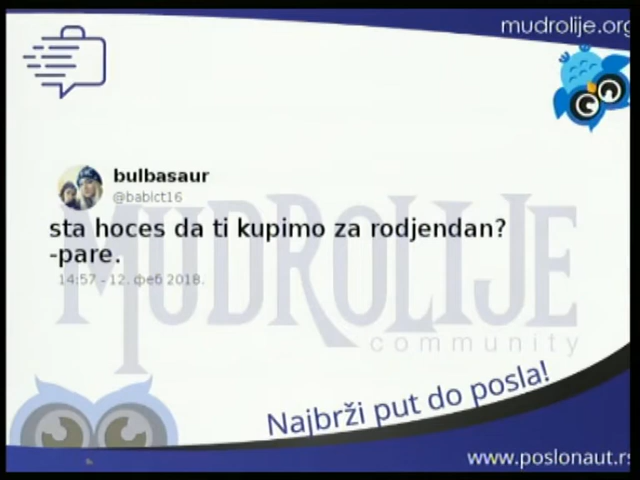 mudrolije.org
bulbasaur
@babict16
sta hoces da ti kupimo za rodjendan?
-pare.
14:57 - 12. феб 2018.
MUDROLIJE
community
Najbrži put do posla!
www.poslonaut.rs